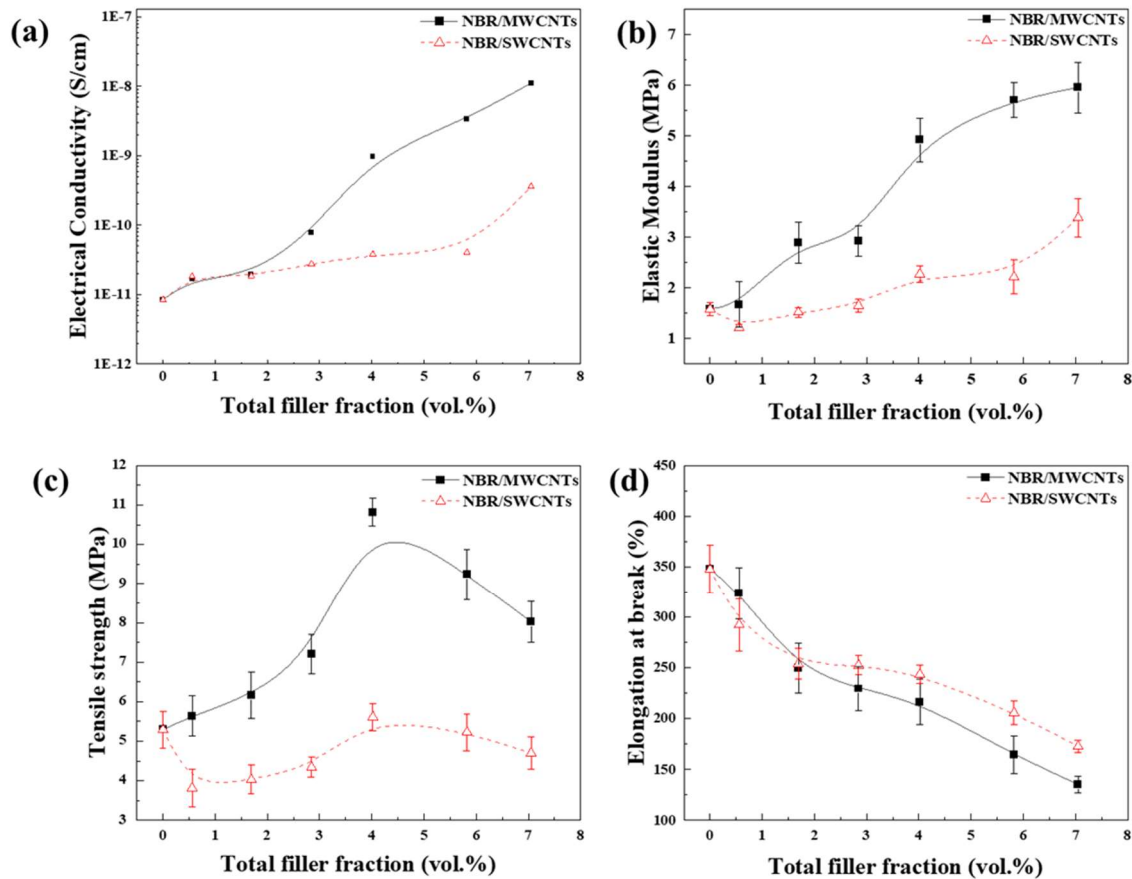 (a)
NBR/MWCNTs
NBR/SWCNTs
Electrical Conductivity (S/cm)
1E-7
1E-8
1E-9
1E-10
1E-11
1E-12
0 1 2 3 4 5 6 7 8
Total filler fraction (vol.%)
(b)
NBR/MWCNTs
NBR/SWCNTs
Elastic Modulus (MPa)
7
6
5
4
3
2
1
0 1 2 3 4 5 6 7 8
Total filler fraction (vol.%)
(c)
NBR/MWCNTs
NBR/SWCNTs
Tensile strength (MPa)
12
11
10
9
8
7
6
5
4
3
0 1 2 3 4 5 6 7 8
Total filler fraction (vol.%)
(d)
NBR/MWCNTs
NBR/SWCNTs
Elongation at break (%)
450
400
350
300
250
200
150
100
0 1 2 3 4 5 6 7 8
Total filler fraction (vol.%)